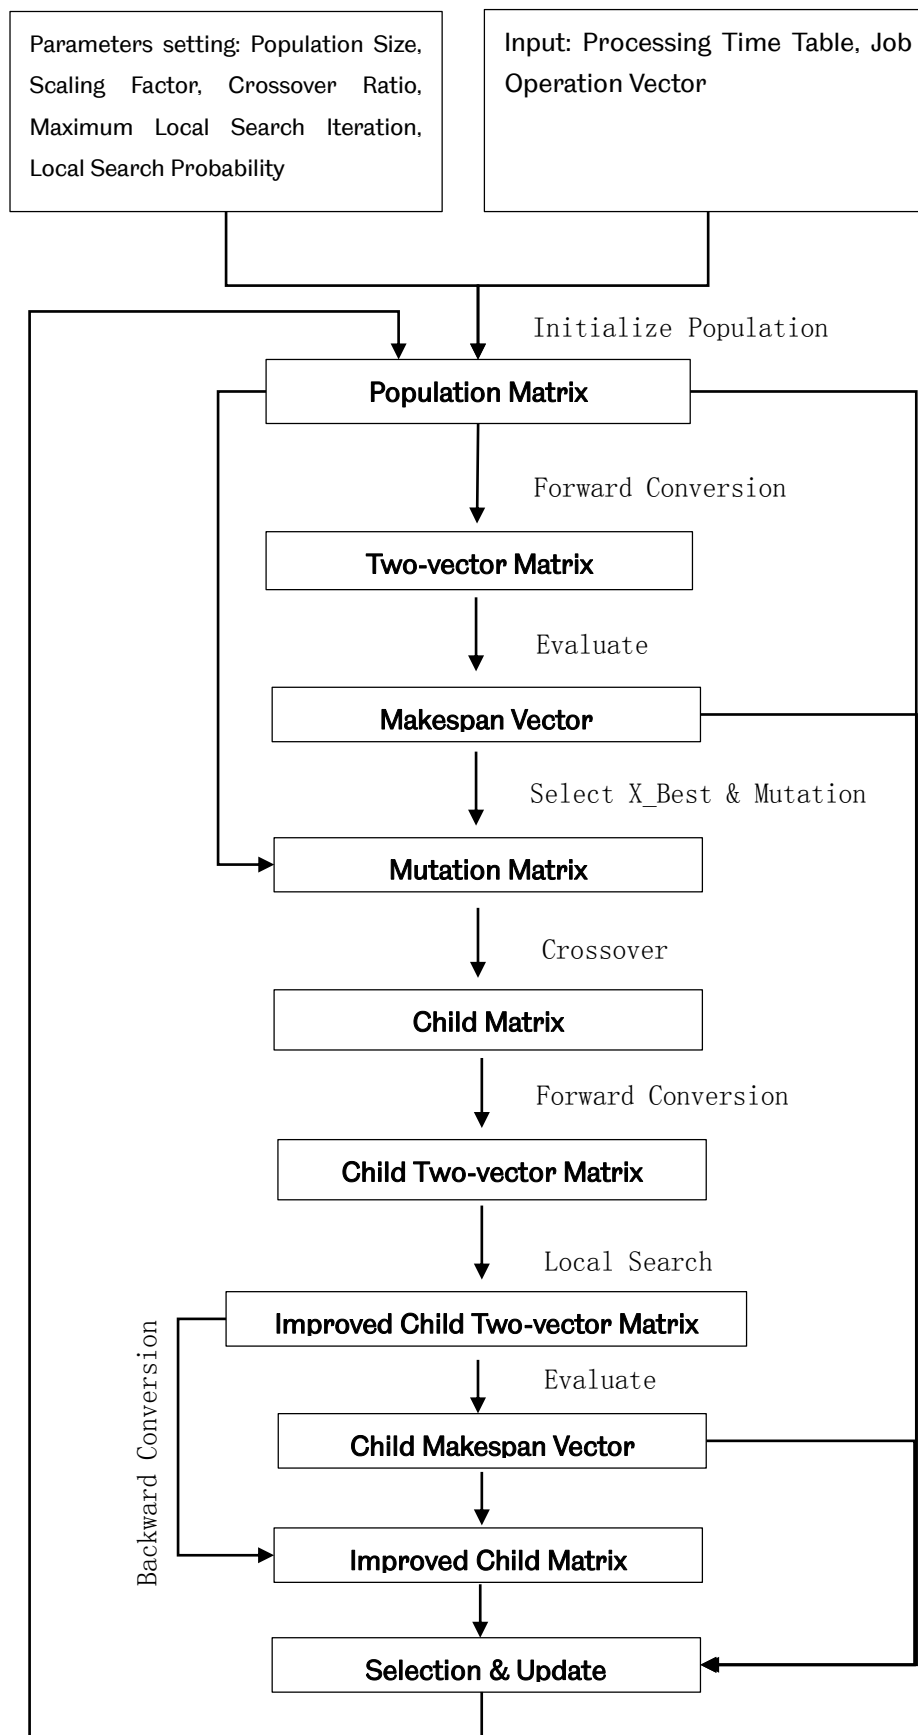 Parameters setting: Population Size,
Scaling Factor, Crossover Ratio,
Maximum Local Search Iteration,
Local Search Probability
Input: Processing Time Table, Job
Operation Vector
Initialize Population
Population Matrix
Forward Conversion
Two-vector Matrix
Evaluate
Makespan Vector
Select X_Best & Mutation
Mutation Matrix
Crossover
Child Matrix
Forward Conversion
Child Two-vector Matrix
Local Search
Improved Child Two-vector Matrix
Backward Conversion
Evaluate
Child Makespan Vector
Improved Child Matrix
Selection & Update